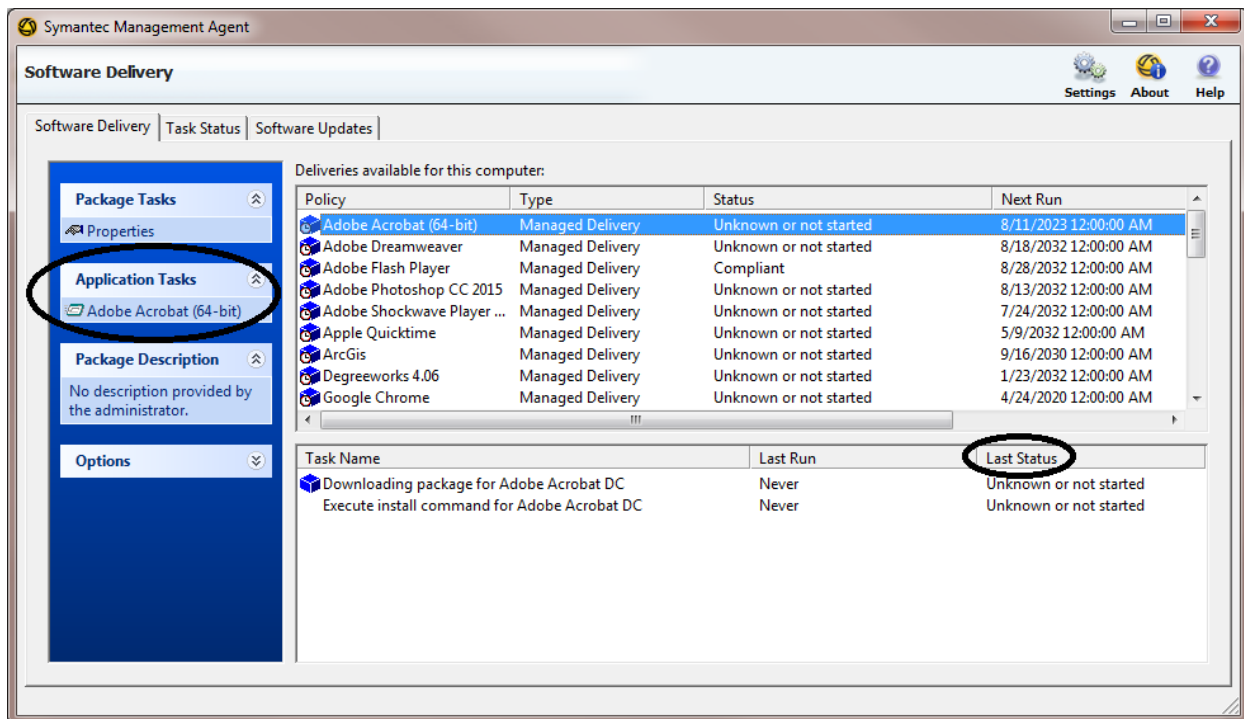 Symantec Management Agent
Software Delivery
Settings About Help
Software Delivery Task Status Software Updates
Deliveries available for this computer:
Package Tasks
Properties
Application Tasks
Adobe Acrobat (64-bit)
Package Description
No description provided by
the administrator.
Options
Policy Type Status Next Run
Adobe Acrobat (64-bit) Managed Delivery Unknown or not started 8/11/2023 12:00:00 AM
Adobe Dreamweaver Managed Delivery Unknown or not started 8/18/2032 12:00:00 AM
Adobe Flash Player Managed Delivery Compliant 8/28/2032 12:00:00 AM
Adobe Photoshop CC 2015 Managed Delivery Unknown or not started 8/13/2032 12:00:00 AM
Adobe Shockwave Player ... Managed Delivery Unknown or not started 7/24/2032 12:00:00 AM
Apple Quicktime Managed Delivery Unknown or not started 5/9/2032 12:00:00 AM
ArcGis Managed Delivery Unknown or not started 9/16/2030 12:00:00 AM
Degreeworks 4.06 Managed Delivery Unknown or not started 1/23/2032 12:00:00 AM
Google Chrome Managed Delivery Unknown or not started 4/24/2020 12:00:00 AM
Task Name Last Run Last Status
Downloading package for Adobe Acrobat DC Never Unknown or not started
Execute install command for Adobe Acrobat DC Never Unknown or not started